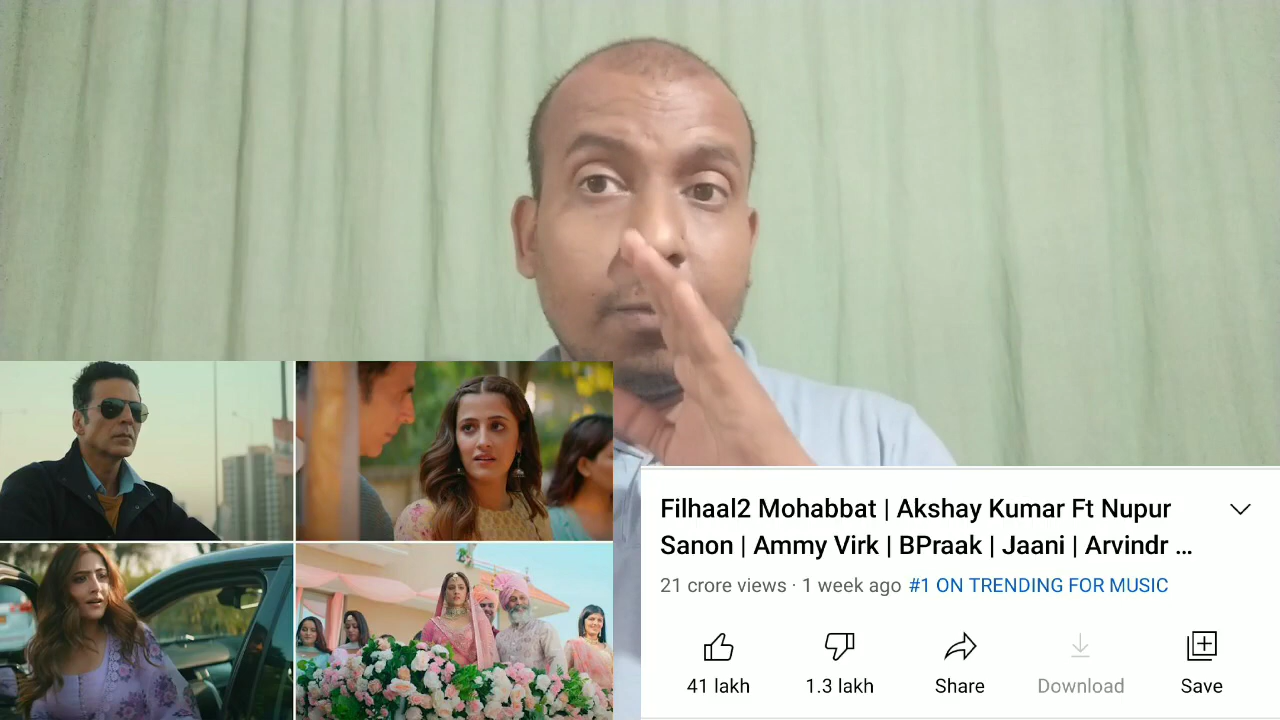 Filhaal2 Mohabbat | Akshay Kumar Ft Nupur
Sanon | Ammy Virk | BPraak | Jaani | Arvindr ...
21 crore views · 1 week ago #1 ON TRENDING FOR MUSIC
41 lakh 1.3 lakh Share Download Save